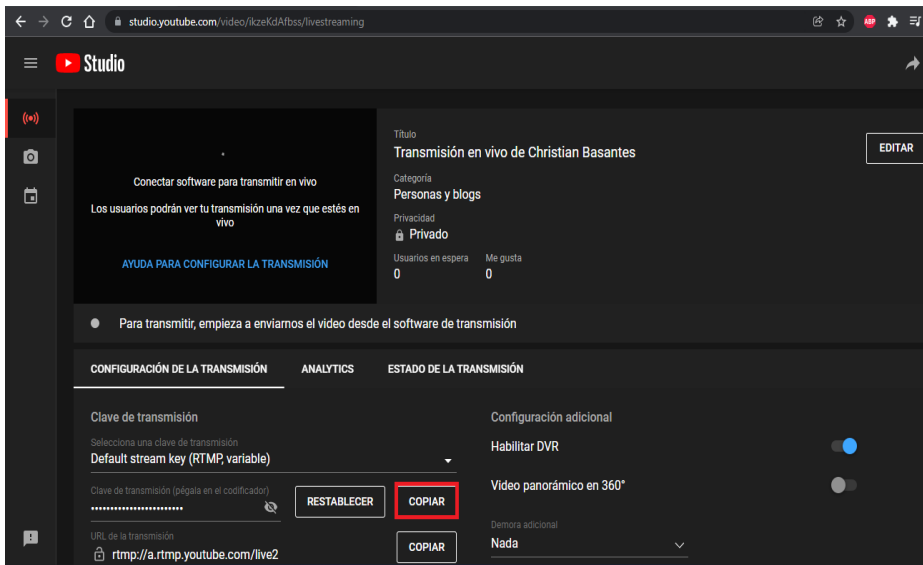 studio.youtube.com/video/ikzeKdAfbss/livestreaming
ABP
Studio
Conectar software para transmitir en vivo
Los usuarios podrán ver tu transmisión una vez que estés en
vivo
AYUDA PARA CONFIGURAR LA TRANSMISIÓN
Título
Transmisión en vivo de Christian Basantes
EDITAR
Categoría
Personas y blogs
Privacidad
Privado
Usuarios en espera Me gusta
0 0
Para transmitir, empieza a enviarnos el video desde el software de transmisión
CONFIGURACIÓN DE LA TRANSMISIÓN ANALYTICS ESTADO DE LA TRANSMISIÓN
Clave de transmisión
Selecciona una clave de transmisión
Default stream key (RTMP, variable)
Clave de transmisión (pégala en el codificador)
••••••••••••••••••••••••
RESTABLECER COPIAR
URL de la transmisión
rtmp://a.rtmp.youtube.com/live2
COPIAR
Configuración adicional
Habilitar DVR
Video panorámico en 360°
Demora adicional
Nada